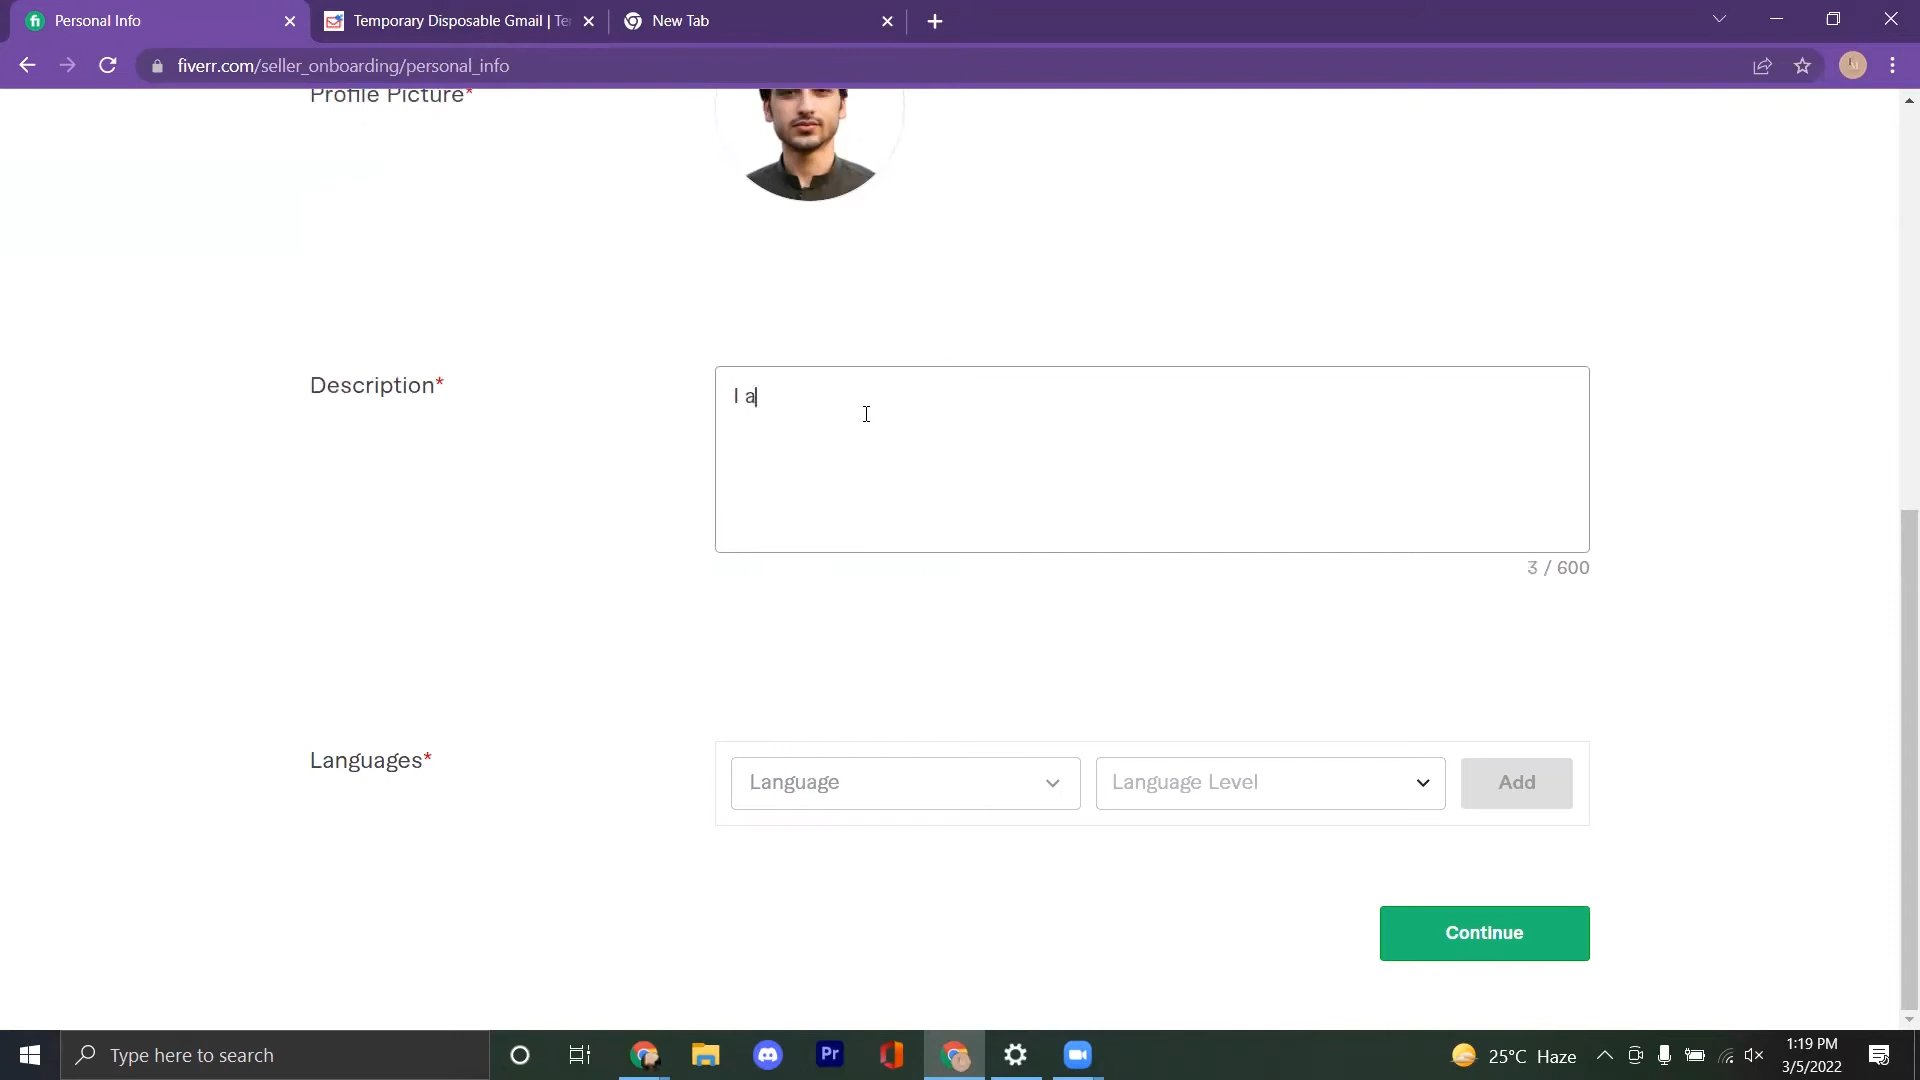 Personal Info
Temporary Disposable Gmail | Te
New Tab
fiverr.com/seller_onboarding/personal_info
Profile Picture*
Description*
I a
3 / 600
Languages*
Language
Language Level
Add
Continue
Type here to search
Pr
25°C Haze
1:19 PM
3/5/2022